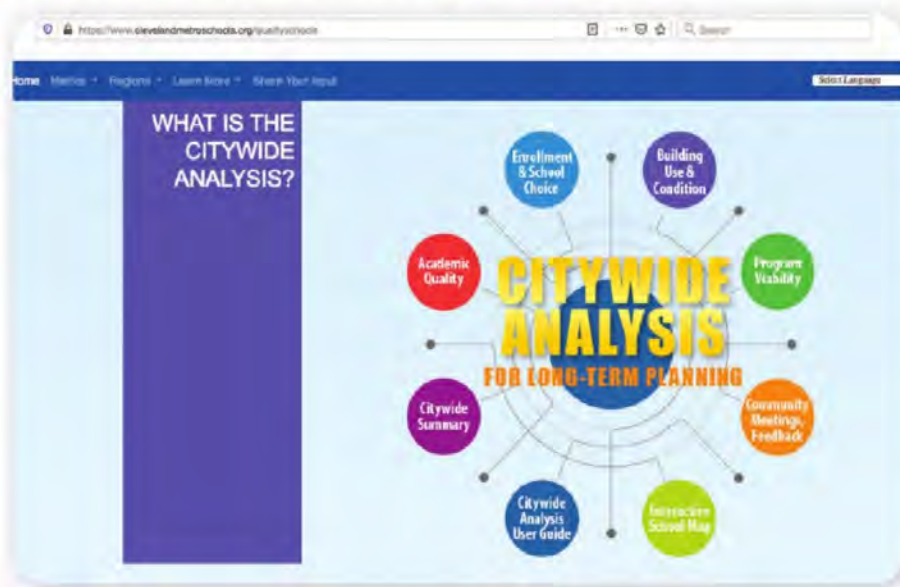 https://www.clevelandmetroschools.org/qualityschools
Search
Home Metrics Regions Learn More Share Your Input
Select Language
WHAT IS THE
CITYWIDE
ANALYSIS?
Enrollment
& School
Choice
Building
Use &
Condition
Academic
Quality
Program
Viability
CITYWIDE
ANALYSIS
FOR LONG-TERM PLANNING
Citywide
Summary
Community
Meetings,
Feedback
Citywide
Analysis
User Guide
Interactive
School Map